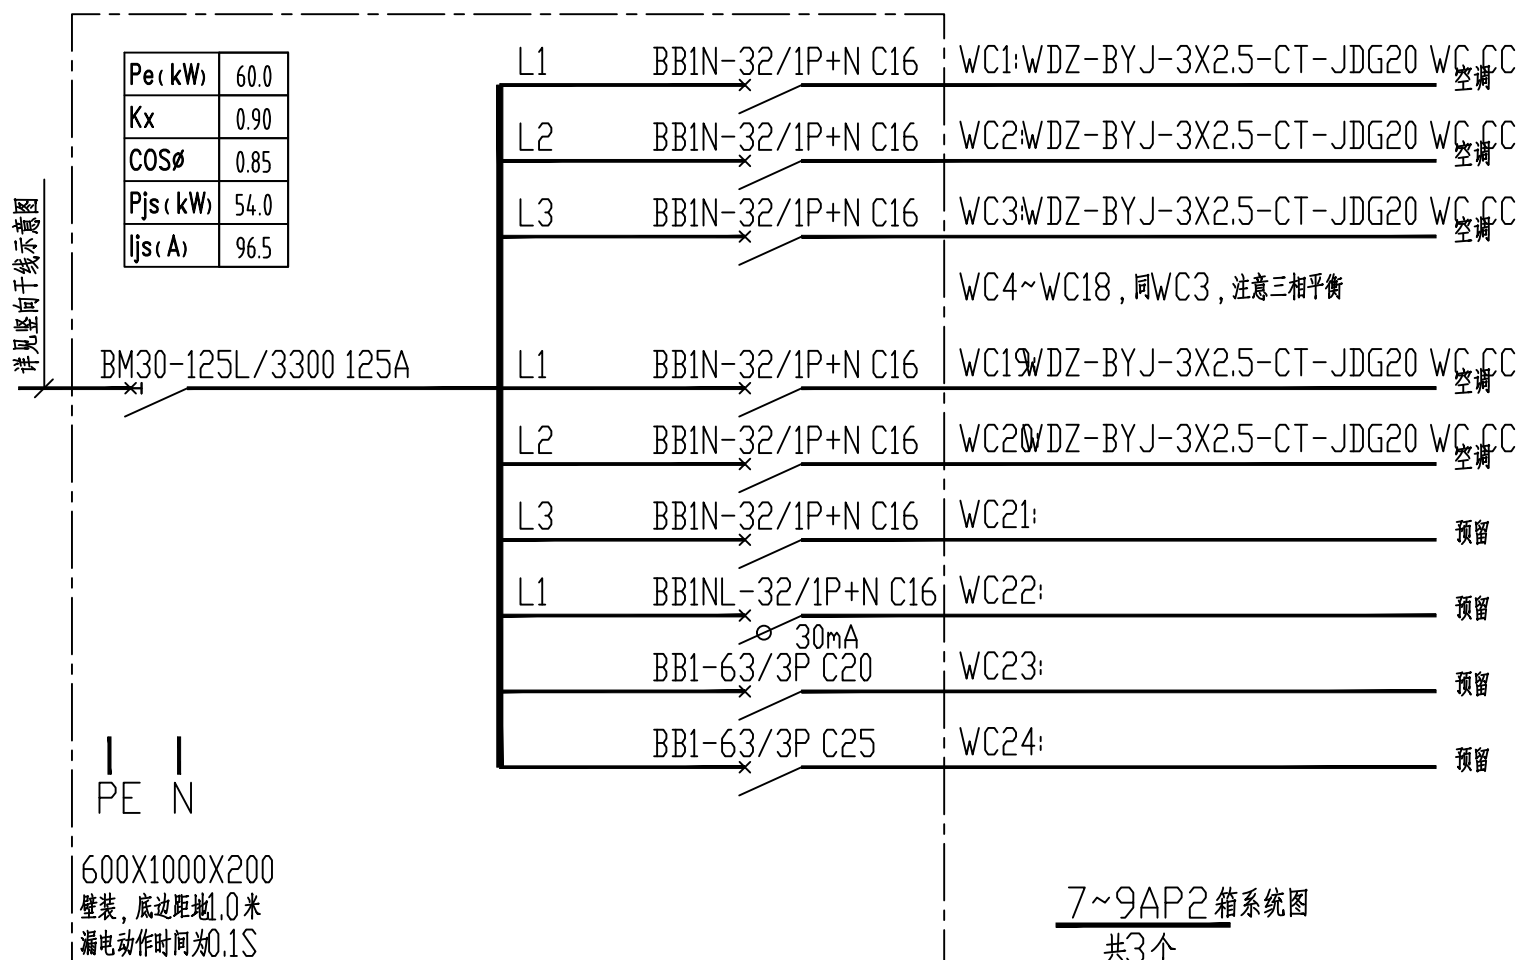 Pe(kW) 60.0
Kx 0.90
COSø 0.85
Pjs(kW) 54.0
Ijs(A) 96.5
详见竖向干线示意图
BM30-125L/3300 125A
L1 BB1N-32/1P+N C16 WC1:WDZ-BYJ-3X2.5-CT-JDG20 WC CC 空调
L2 BB1N-32/1P+N C16 WC2:WDZ-BYJ-3X2.5-CT-JDG20 WC CC 空调
L3 BB1N-32/1P+N C16 WC3:WDZ-BYJ-3X2.5-CT-JDG20 WC CC 空调
WC4~WC18,同WC3,注意三相平衡
L1 BB1N-32/1P+N C16 WC19:WDZ-BYJ-3X2.5-CT-JDG20 WC CC 空调
L2 BB1N-32/1P+N C16 WC20:WDZ-BYJ-3X2.5-CT-JDG20 WC CC 空调
L3 BB1N-32/1P+N C16 WC21: 预留
L1 BB1NL-32/1P+N C16 WC22: 预留
30mA
BB1-63/3P C20 WC23: 预留
BB1-63/3P C25 WC24: 预留
PE N
600X1000X200
壁装,底边距地1.0米
漏电动作时间为0.1S
7~9AP2箱系统图
共3个